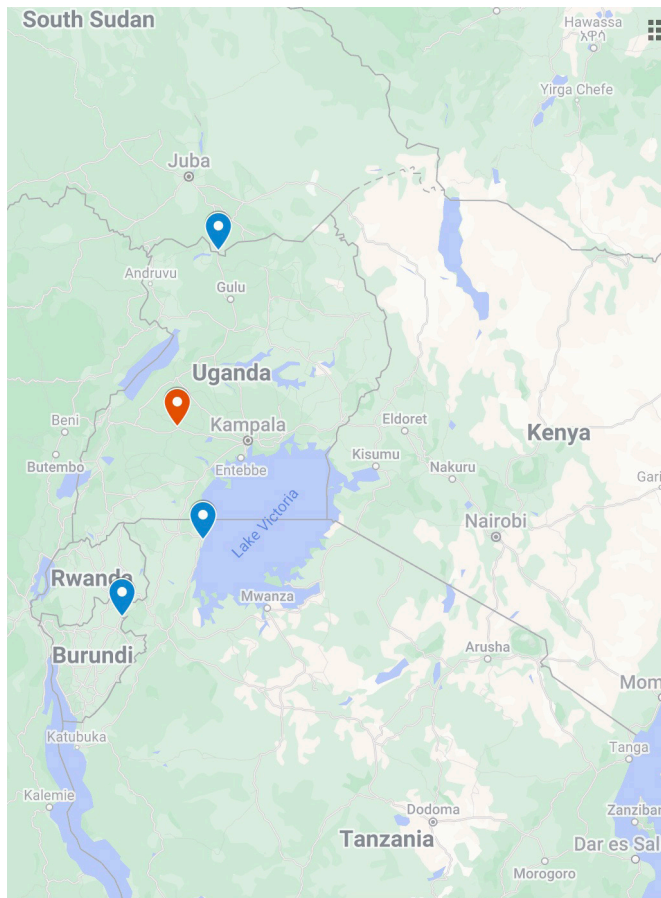 South Sudan
Hawassa
አዋሳ
Yirga Chefe
Juba
Andruvu
Gulu
Uganda
Beni
Kampala
Eldoret
Kenya
Butembo
Entebbe
Kisumu
Nakuru
Gari
Lake Victoria
Nairobi
Rwanda
Mwanza
Burundi
Arusha
Mom
Katubuka
Tanga
Kalemie
Dodoma
Zanzibar
Tanzania
Dar es Sal
Morogoro